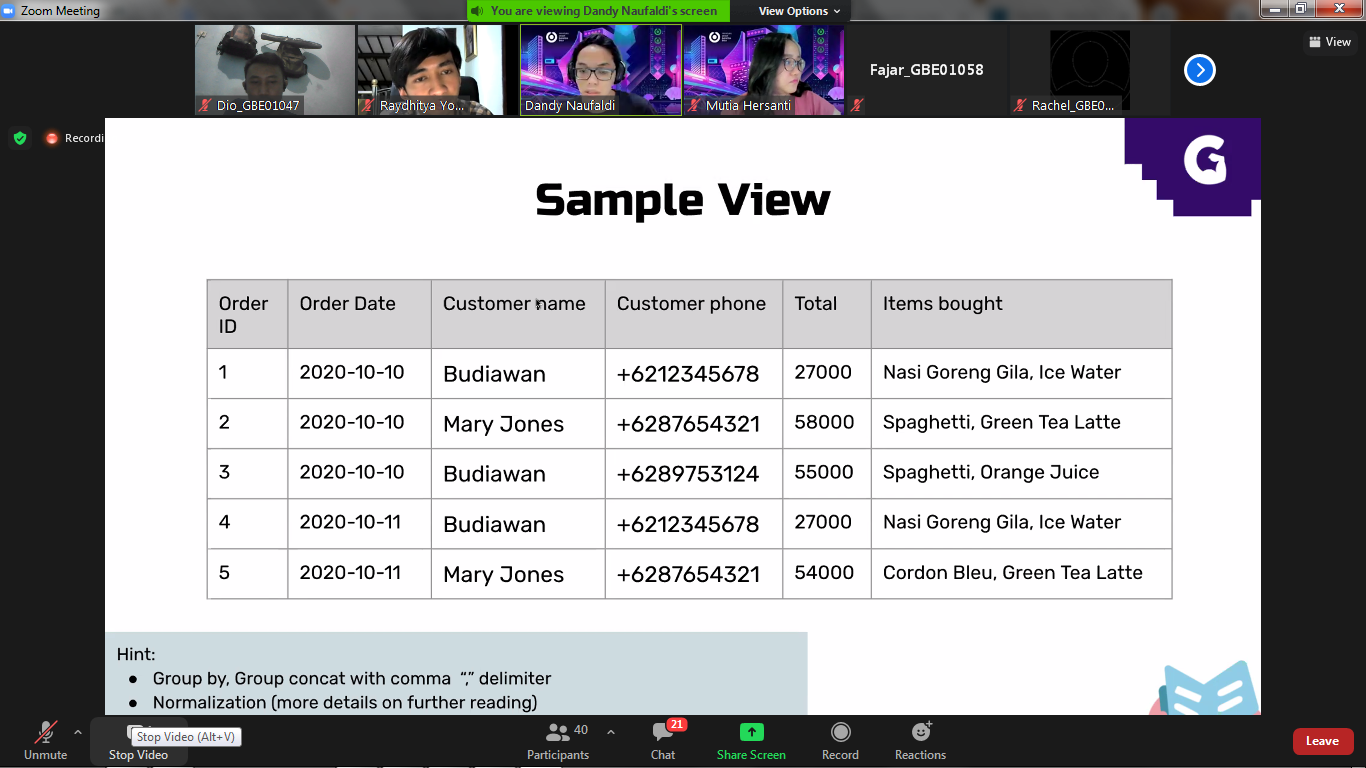 Zoom Meeting
You are viewing Dandy Naufaldi's screen
View Options
View
Dio_GBE01047
Raydhitya Yo...
Dandy Naufaldi
Mutia Hersanti
Fajar_GBE01058
Rachel_GBE0...
Recordi
G
Sample View
Order ID Order Date Customer name Customer phone Total Items bought
1 2020-10-10 Budiawan +6212345678 27000 Nasi Goreng Gila, Ice Water
2 2020-10-10 Mary Jones +6287654321 58000 Spaghetti, Green Tea Latte
3 2020-10-10 Budiawan +6289753124 55000 Spaghetti, Orange Juice
4 2020-10-11 Budiawan +6212345678 27000 Nasi Goreng Gila, Ice Water
5 2020-10-11 Mary Jones +6287654321 54000 Cordon Bleu, Green Tea Latte
Hint:
● Group by, Group concat with comma “,” delimiter
● Normalization (more details on further reading)
Unmute
Stop Video (Alt+V)
Stop Video
40
Participants
21
Chat
Share Screen
Record
Reactions
Leave